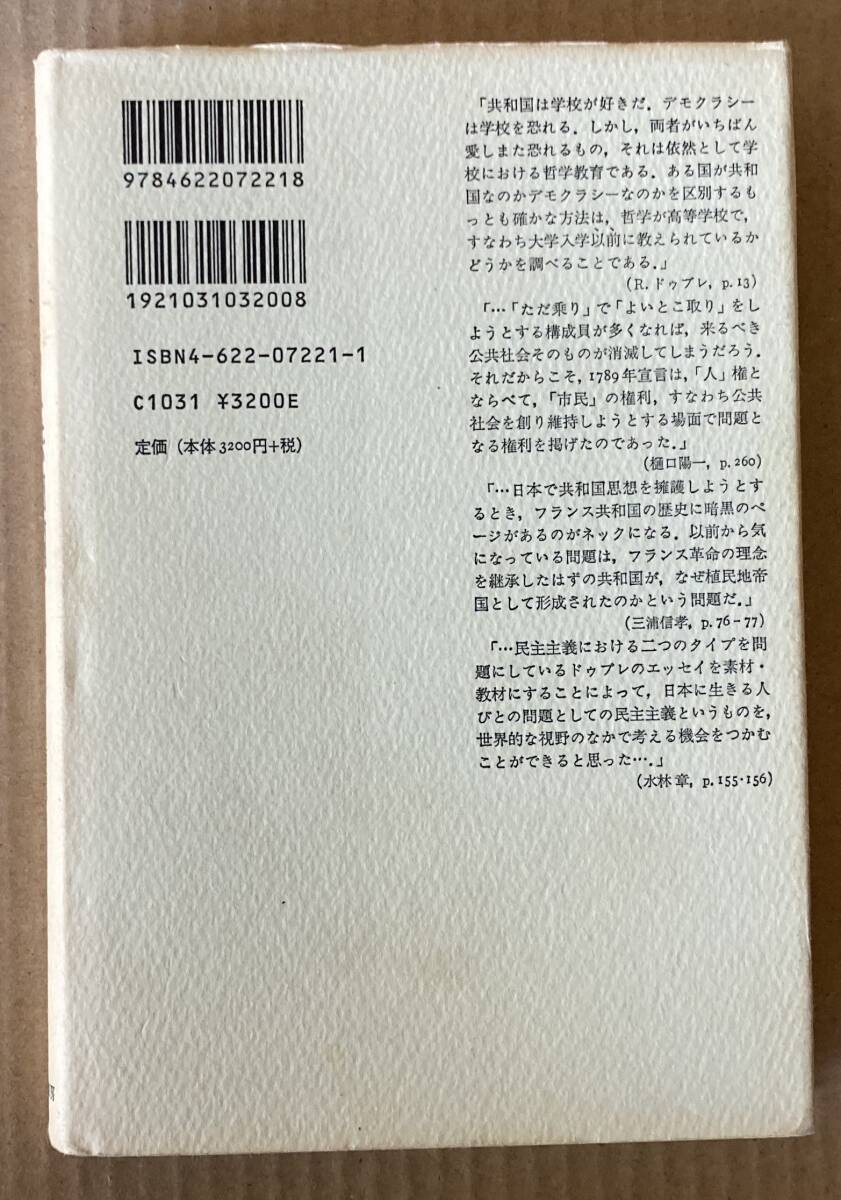 9784622072218
1921031032008
ISBN4-622-07221-1
C1031 ¥3200E
定価（本体3200円+税）
「共和国は学校が好きだ．デモクラシー
は学校を恐れる．しかし，両者がいちばん
愛しまた恐れるもの，それは依然として学
校における哲学教育である．ある国が共和
国なのかデモクラシーなのかを区別するも
っとも確かな方法は，哲学が高等学校で，
すなわち大学入学以前に教えられているか
どうかを調べることである．」
（R．ドゥブレ，p.13）
「…「ただ乗り」で「よいとこ取り」をし
ようとする構成員が多くなれば，来るべき
公共社会そのものが消滅してしまうだろう．
それだからこそ，1789年宣言は，「人」権と
ならべて，「市民」の権利，すなわち公共
社会を創り維持しようとする場面で問題と
なる権利を掲げたのであった．」
（樋口陽一，p.260）
「…日本で共和国思想を擁護しようとす
るとき，フランス共和国の歴史に暗黒のペ
ージがあるのがネックになる．以前から気
になっている問題は，フランス革命の理念
を継承したはずの共和国が，なぜ植民地帝
国として形成されたのかという問題だ．」
（三浦信孝，p.76-77）
「…民主主義における二つのタイプを問
題にしているドゥブレのエッセイを素材・
教材にすることによって，日本に生きる人
びとの問題としての民主主義というものを，
世界的な視野のなかで考える機会をつかむ
ことができると思った….」
（水林章，p.155-156）